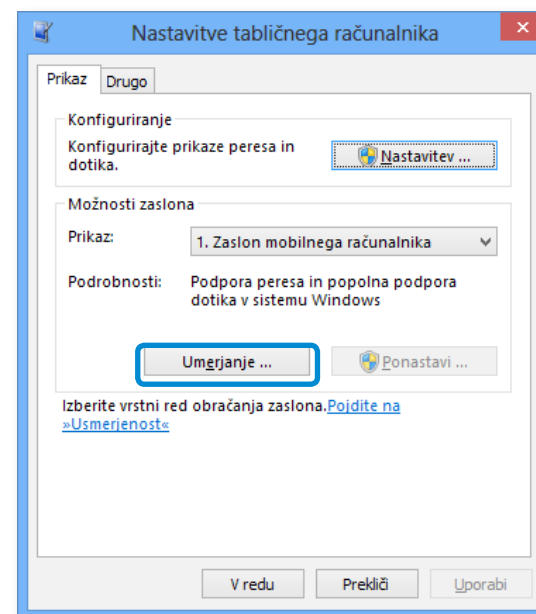 Nastavitve tabličnega računalnika
Prikaz Drugo
Konfiguriranje
Konfigurirajte prikaze peresa in
dotika.
Nastavitev ...
Možnosti zaslona
Prikaz:
1. Zaslon mobilnega računalnika
Podrobnosti:
Podpora peresa in popolna podpora
dotika v sistemu Windows
Umerjanje ...
Ponastavi ...
Izberite vrstni red obračanja zaslona.Pojdite na
»Usmerjenost«
V redu
Prekliči
Uporabi